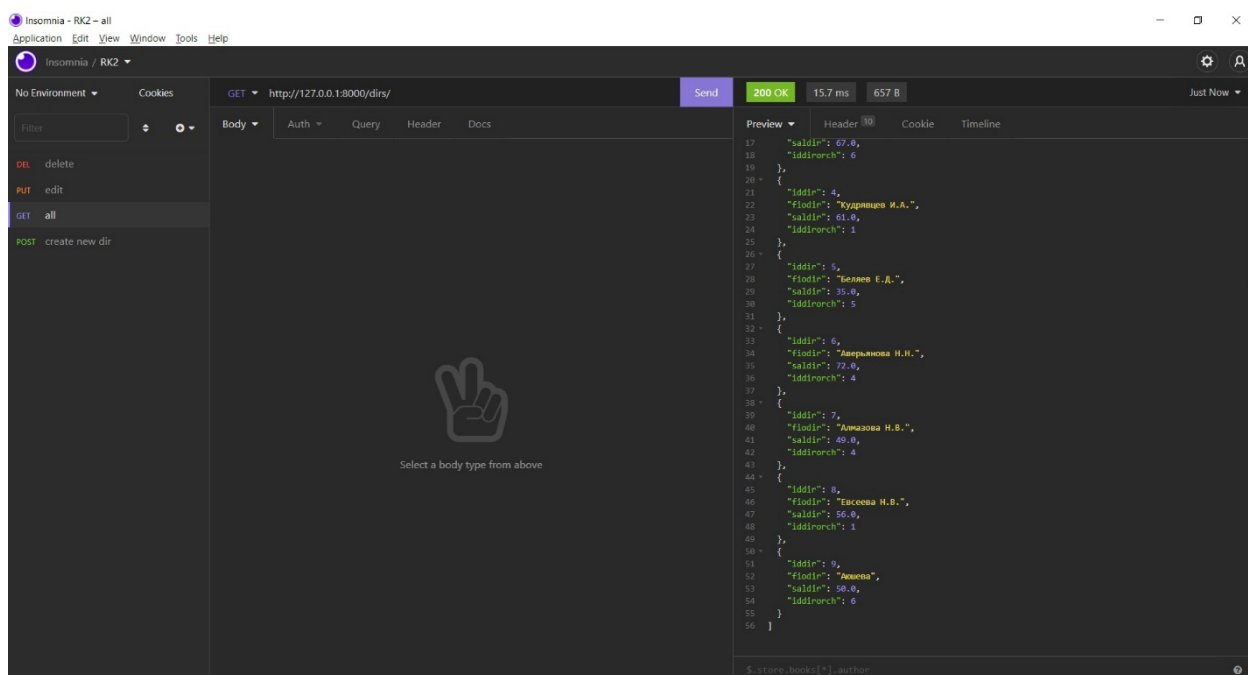 Insomnia - RK2 – all
Application Edit View Window Tools Help
Insomnia / RK2
No Environment Cookies
GET http://127.0.0.1:8000/dirs/ Send
200 OK 15.7 ms 657 B Just Now
Filter
Body Auth Query Header Docs
Preview Header 10 Cookie Timeline
DEL delete
PUT edit
GET all
POST create new dir
Select a body type from above
17 "saldir": 67.0,
18 "iddirorch": 6
19 },
20 {
21 "iddir": 4,
22 "fiodir": "Кудрявцев И.А.",
23 "saldir": 61.0,
24 "iddirorch": 1
25 },
26 {
27 "iddir": 5,
28 "fiodir": "Беляев Е.Д.",
29 "saldir": 35.0,
30 "iddirorch": 5
31 },
32 {
33 "iddir": 6,
34 "fiodir": "Аверьянова Н.Н.",
35 "saldir": 72.0,
36 "iddirorch": 4
37 },
38 {
39 "iddir": 7,
40 "fiodir": "Алмазова Н.В.",
41 "saldir": 49.0,
42 "iddirorch": 4
43 },
44 {
45 "iddir": 8,
46 "fiodir": "Евсеева Н.В.",
47 "saldir": 56.0,
48 "iddirorch": 1
49 },
50 {
51 "iddir": 9,
52 "fiodir": "Аюшева",
53 "saldir": 50.0,
54 "iddirorch": 6
55 }
56 ]
$.store.books[*].author